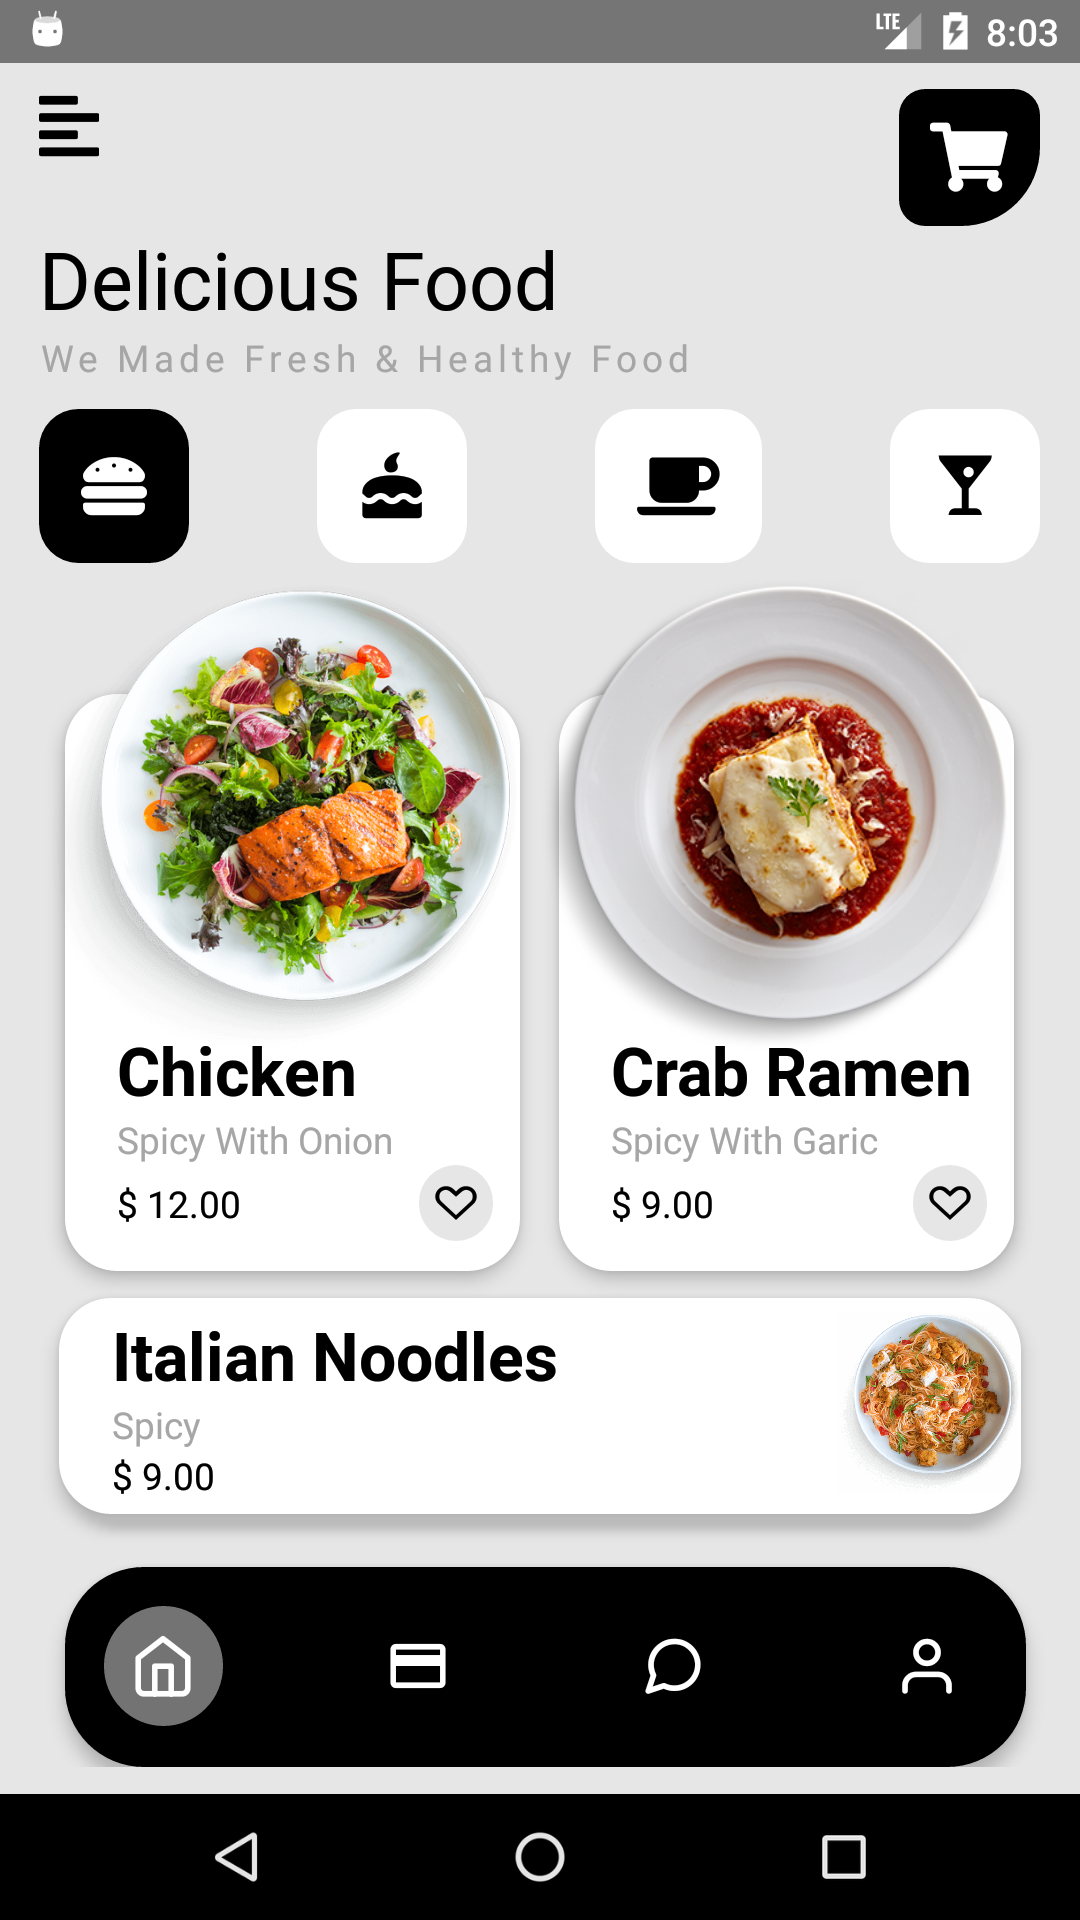 LTE 8:03
Delicious Food
We Made Fresh & Healthy Food
Chicken
Spicy With Onion
$ 12.00
Crab Ramen
Spicy With Garic
$ 9.00
Italian Noodles
Spicy
$ 9.00